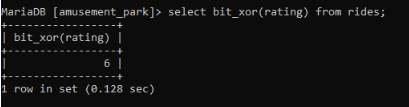 MariaDB [amusement_park]> select bit_xor(rating) from rides;
+-----------------+
| bit_xor(rating) |
+-----------------+
|               6 |
+-----------------+
1 row in set (0.128 sec)